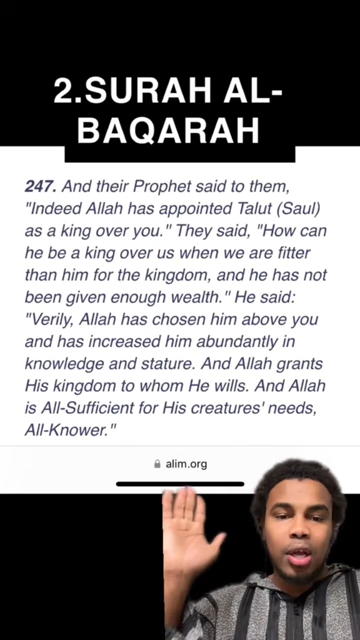 2.SURAH AL-
BAQARAH
247. And their Prophet said to them,
"Indeed Allah has appointed Talut (Saul)
as a king over you." They said, "How can
he be a king over us when we are fitter
than him for the kingdom, and he has not
been given enough wealth." He said:
"Verily, Allah has chosen him above you
and has increased him abundantly in
knowledge and stature. And Allah grants
His kingdom to whom He wills. And Allah
is All-Sufficient for His creatures' needs,
All-Knower."
alim.org